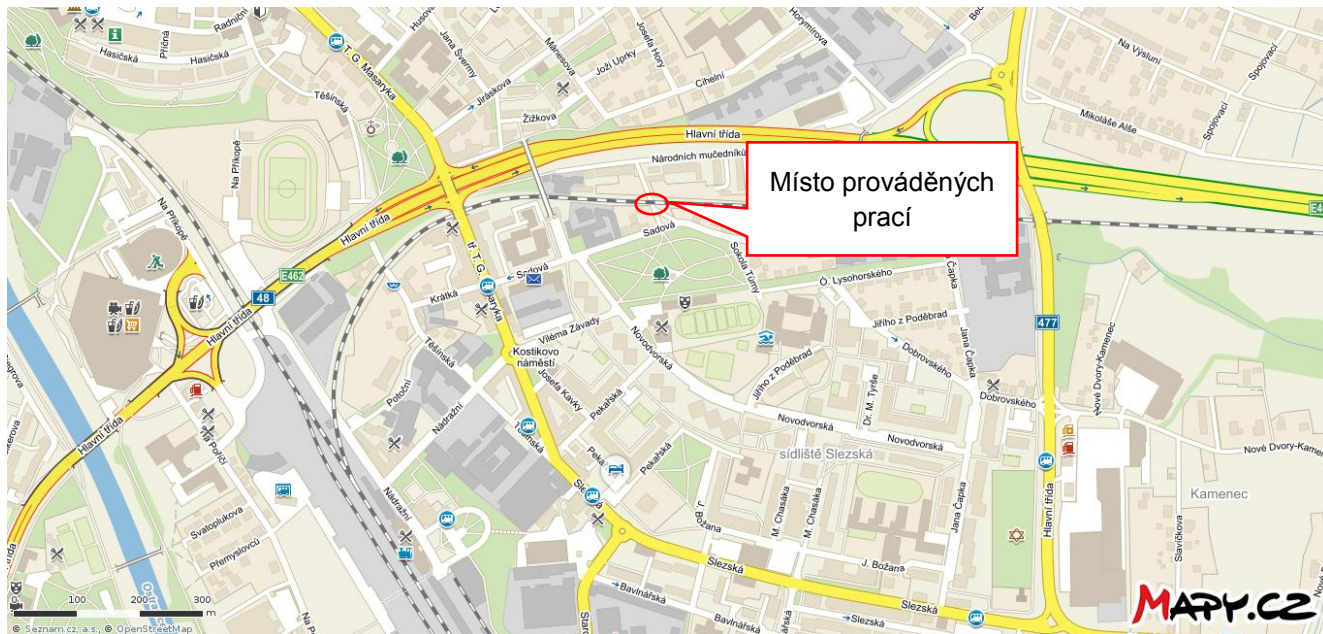 Radniční
Příčná
Hasičská
Hasičská
Husova
T. G. Masaryka
Jana Švermy
Mánesova
Josefa Hory
Joži Uprky
Horymírova
Na Výsluní
Spojovací
Těšínská
Jiráskova
Cihelní
Žižkova
Mikoláše Alše
Spojovací
Na Příkopě
Hlavní třída
Národních mučedníků
Místo prováděných
prací
Na Příkopě
Hlavní třída
Sadová
E462
48
tř. T. G.
Sadová
Sokola Tůmy
Krátká
Ó. Lysohorského
Jana Čapka
Hlavní třída
Viléma Závady
Jiřího z Poděbrad
477
Kostikovo
náměstí
Novodvorská
Dobrovského
Jana Čapka
Těšínská
Jiřího z Poděbrad
Nové Dvory-Kamenec
Potoční
Josefa Kavky
Pekařská
Dr. M. Tyrše
Dobrovského
Nádražní
Novodvorská
Novodvorská
Hlavní třída
Na Poříčí
Pekařská
sídliště Slezská
Nové Dvory-Kamenec
Nádražní
M. Chasáka
M. Chasáka
Jana Čapka
Hlavní třída
Kamenec
Svatoplukova
J. Božana
Slavíčkova
Přemyslovců
Slezská
J. Božana
Bavlnářská
Slezská
Bavlnářská
Slezská
0 100 200 300
m
© Seznam.cz, a.s., © OpenStreetMap
MAPY.CZ